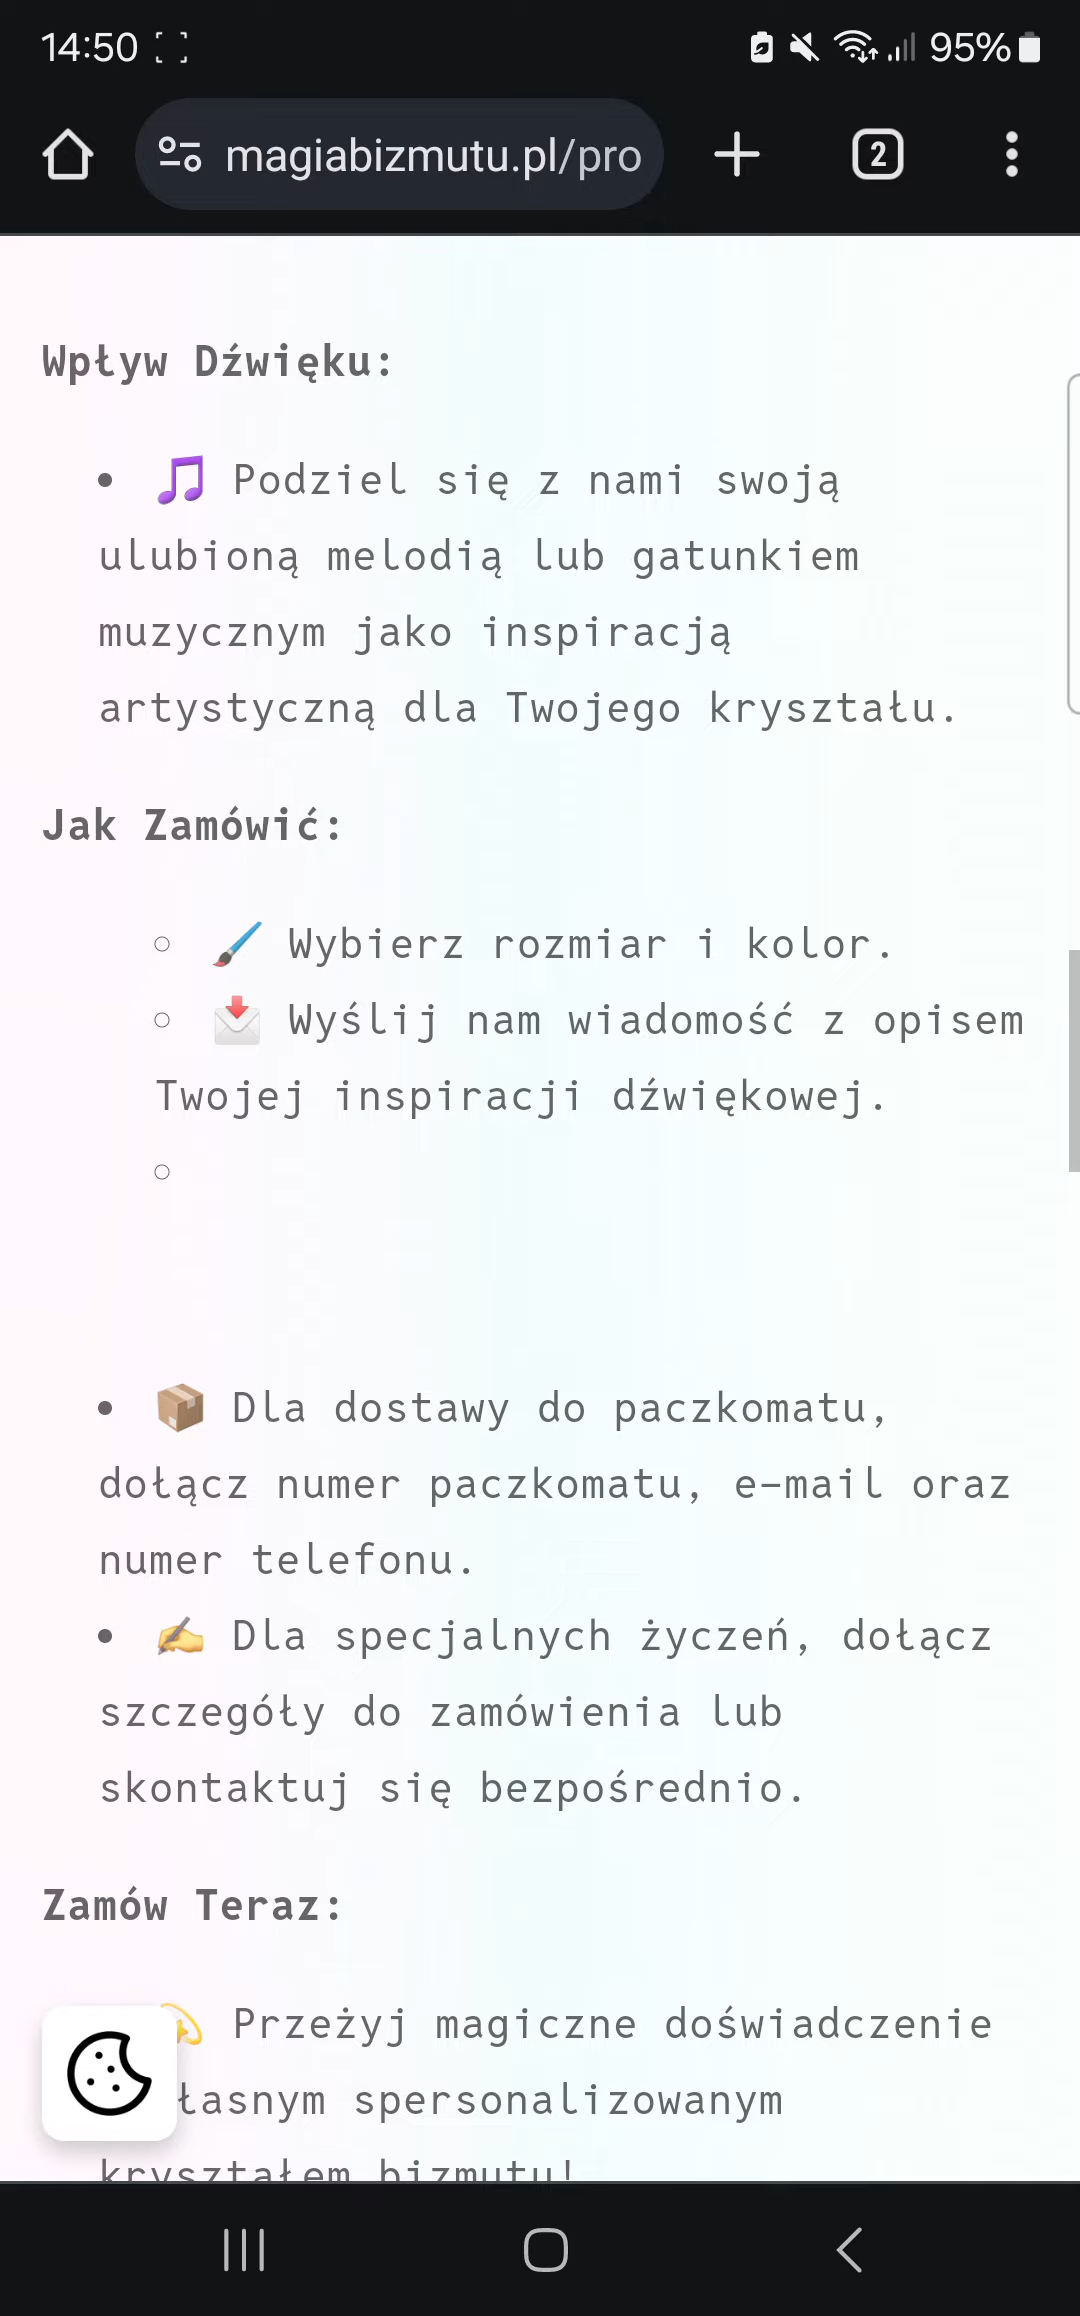 14:50 95%
magiabizmutu.pl/pro 2
Wpływ Dźwięku:
• 🎵 Podziel się z nami swoją
ulubioną melodią lub gatunkiem
muzycznym jako inspiracją
artystyczną dla Twojego kryształu.
Jak Zamówić:
◦ 🖌️ Wybierz rozmiar i kolor.
◦ 📩 Wyślij nam wiadomość z opisem
Twojej inspiracji dźwiękowej.
◦
• 📦 Dla dostawy do paczkomatu,
dołącz numer paczkomatu, e-mail oraz
numer telefonu.
• ✍️ Dla specjalnych życzeń, dołącz
szczegóły do zamówienia lub
skontaktuj się bezpośrednio.
Zamów Teraz:
💫 Przeżyj magiczne doświadczenie
łasnym spersonalizowanym
kryształem bizmutu!